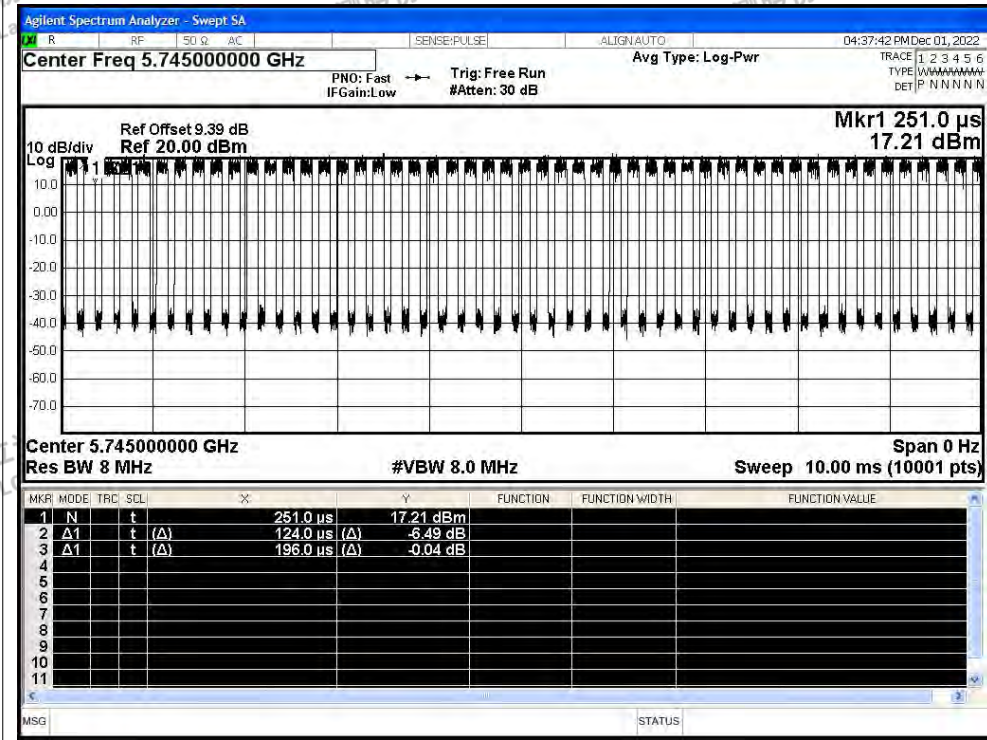 Agilent Spectrum Analyzer - Swept SA
R RF 50 Ω AC SENSE:PULSE ALIGN AUTO 04:37:42 PM Dec 01, 2022
Center Freq 5.745000000 GHz Avg Type: Log-Pwr TRACE 1 2 3 4 5 6
PNO: Fast Trig: Free Run TYPE WWWWWW
IFGain:Low #Atten: 30 dB DET P N N N N N
Mkr1 251.0 µs
Ref Offset 9.39 dB
10 dB/div Ref 20.00 dBm 17.21 dBm
Log
1
10.0
0.00
-10.0
-20.0
-30.0
-40.0
-50.0
-60.0
-70.0
Center 5.745000000 GHz Span 0 Hz
Res BW 8 MHz #VBW 8.0 MHz Sweep 10.00 ms (10001 pts)
MKR MODE TRC SCL X Y FUNCTION FUNCTION WIDTH FUNCTION VALUE
1 N t 251.0 µs 17.21 dBm
2 Δ1 t (Δ) 124.0 µs (Δ) -6.49 dB
3 Δ1 t (Δ) 196.0 µs (Δ) -0.04 dB
4
5
6
7
8
9
10
11
MSG STATUS